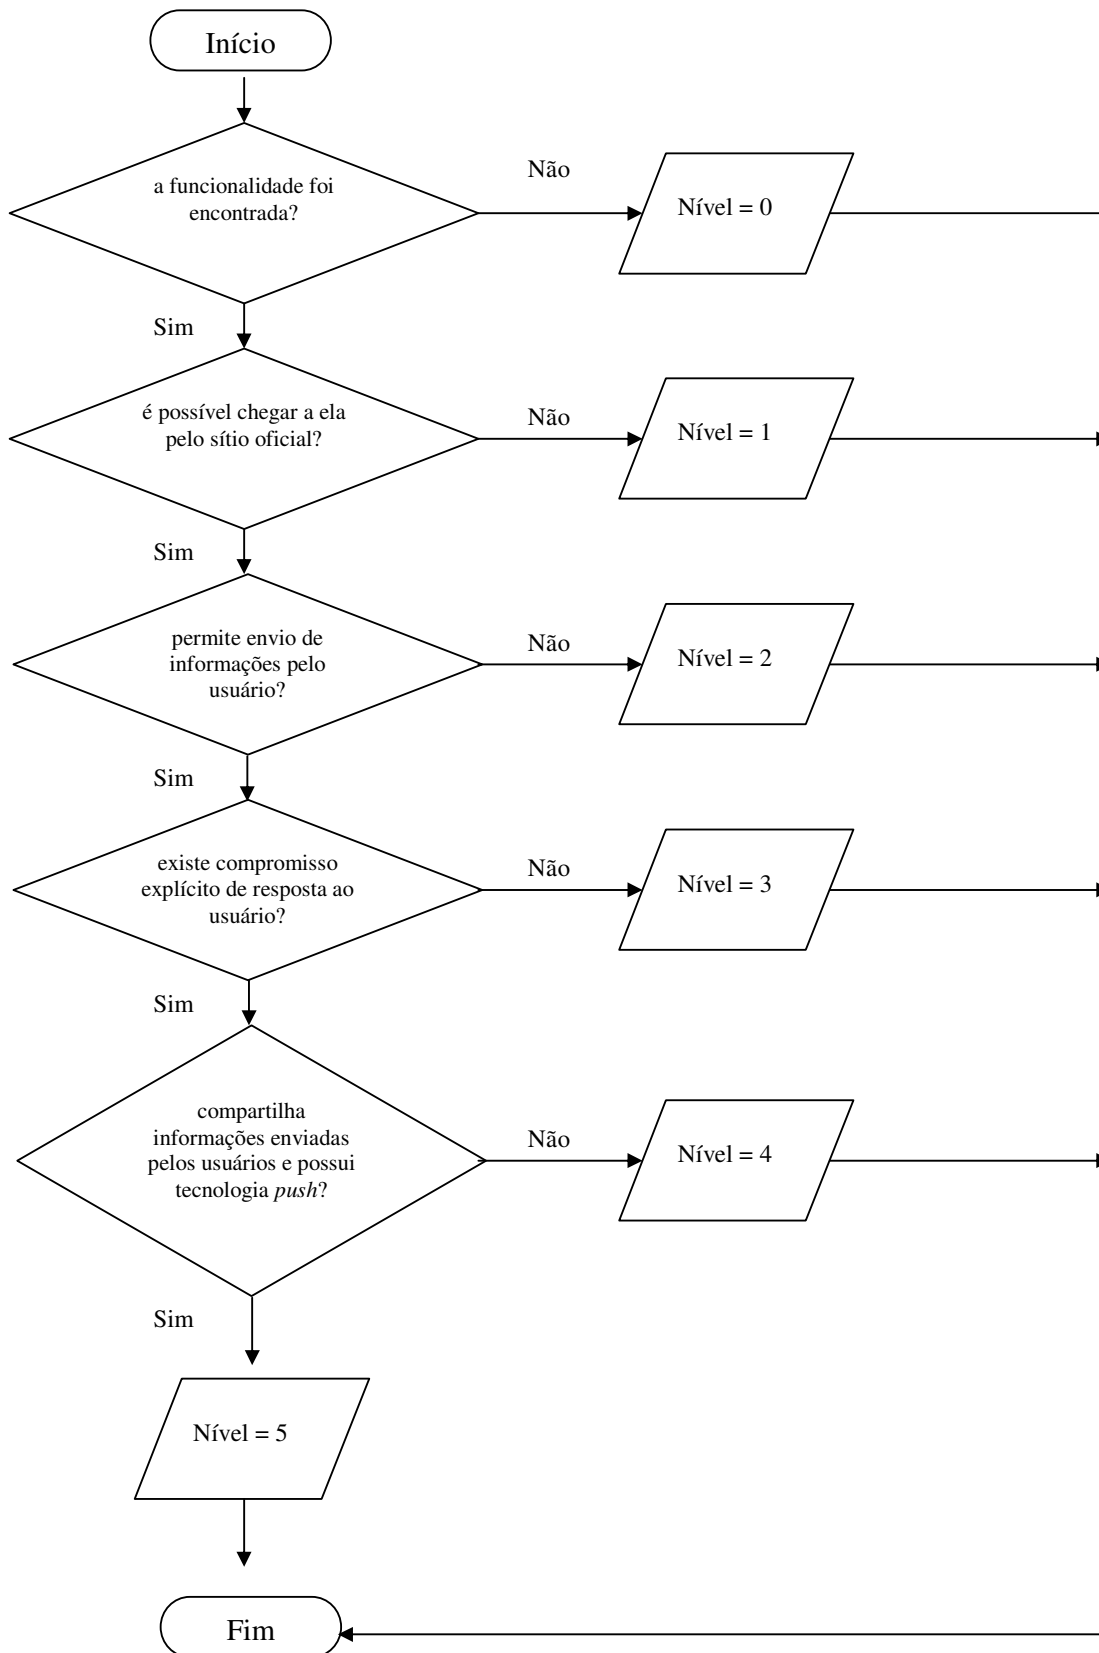 Início
a funcionalidade foi
encontrada?
Não
Nível = 0
Sim
é possível chegar a ela
pelo sítio oficial?
Não
Nível = 1
Sim
permite envio de
informações pelo
usuário?
Não
Nível = 2
Sim
existe compromisso
explícito de resposta ao
usuário?
Não
Nível = 3
Sim
compartilha
informações enviadas
pelos usuários e possui
tecnologia push?
Não
Nível = 4
Sim
Nível = 5
Fim